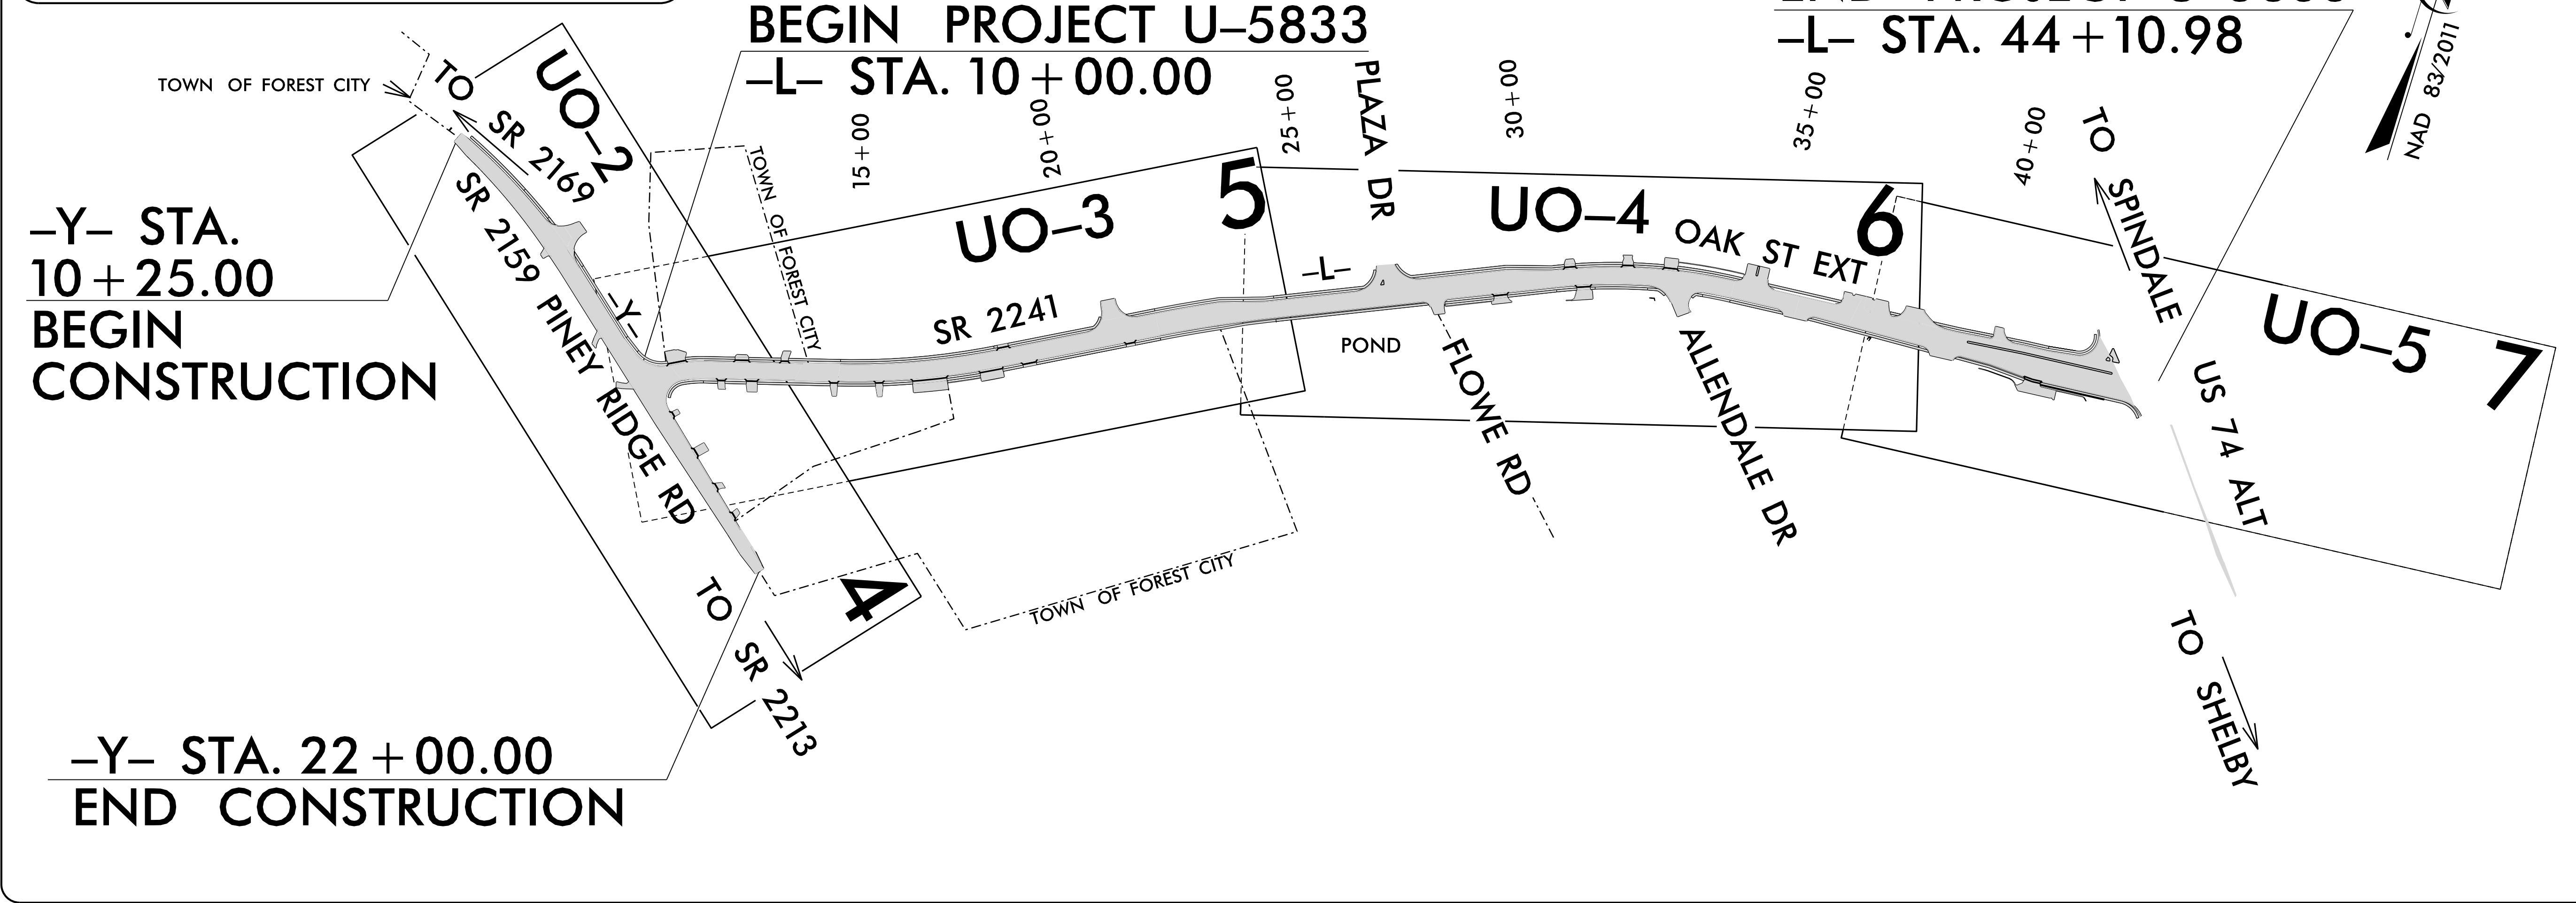 BEGIN PROJECT U–5833
–L– STA. 10+00.00
–L– STA. 44+10.98
NAD 83/2011
TOWN OF FOREST CITY
TO
SR 2169
UO–2
SR 2159 PINEY RIDGE RD
–Y–
–Y– STA.
10+25.00
BEGIN
CONSTRUCTION
TOWN OF FOREST CITY
15+00
20+00
25+00
30+00
35+00
40+00
PLAZA DR
UO–3
5
UO–4
6
OAK ST EXT
–L–
SR 2241
POND
FLOWE RD
ALLENDALE DR
TO SPINDALE
UO–5
7
US 74 ALT
TO SHELBY
4
TOWN OF FOREST CITY
TO SR 2213
–Y– STA. 22+00.00
END CONSTRUCTION